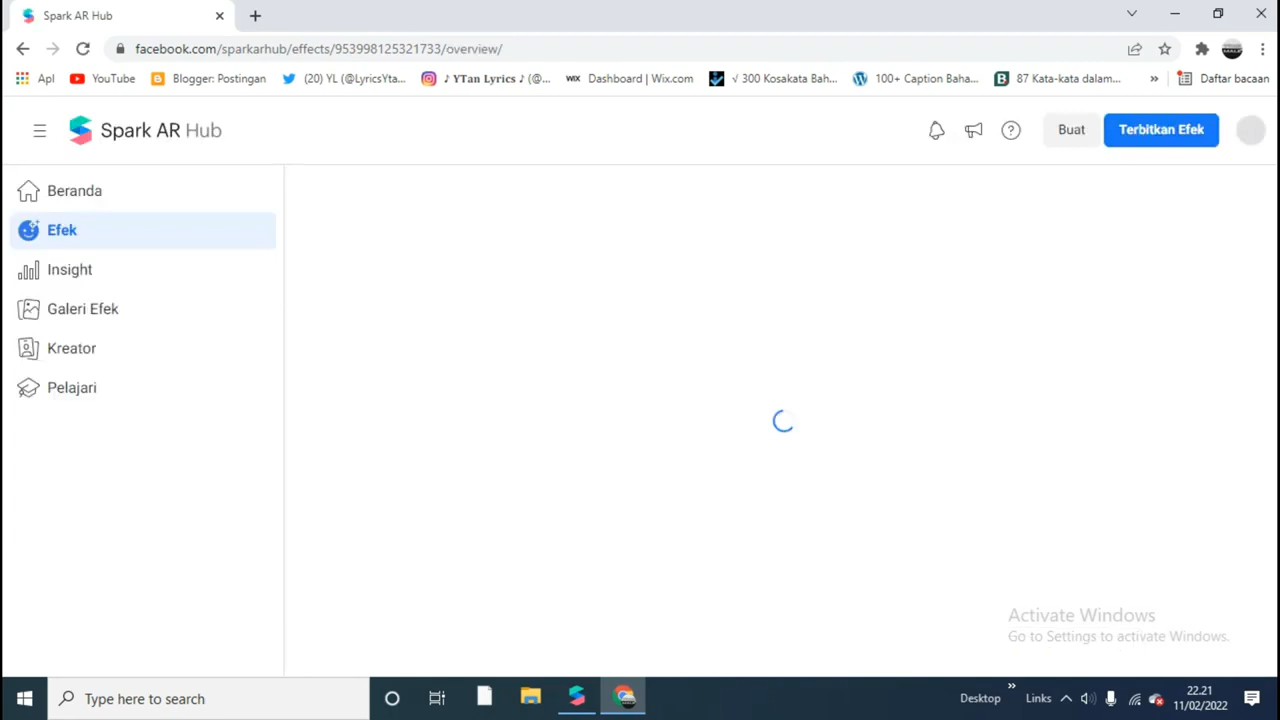 Spark AR Hub
facebook.com/sparkarhub/effects/953998125321733/overview/
Apl YouTube Blogger: Postingan (20) YL (@LyricsYta... ♪ YTan Lyrics ♪ (@... WIX Dashboard | Wix.com √ 300 Kosakata Bah... 100+ Caption Baha... 87 Kata-kata dalam... » Daftar bacaan
Spark AR Hub
Buat
Terbitkan Efek
Beranda
Efek
Insight
Galeri Efek
Kreator
Pelajari
Activate Windows
Go to Settings to activate Windows.
Type here to search
Desktop » Links
22.21
11/02/2022